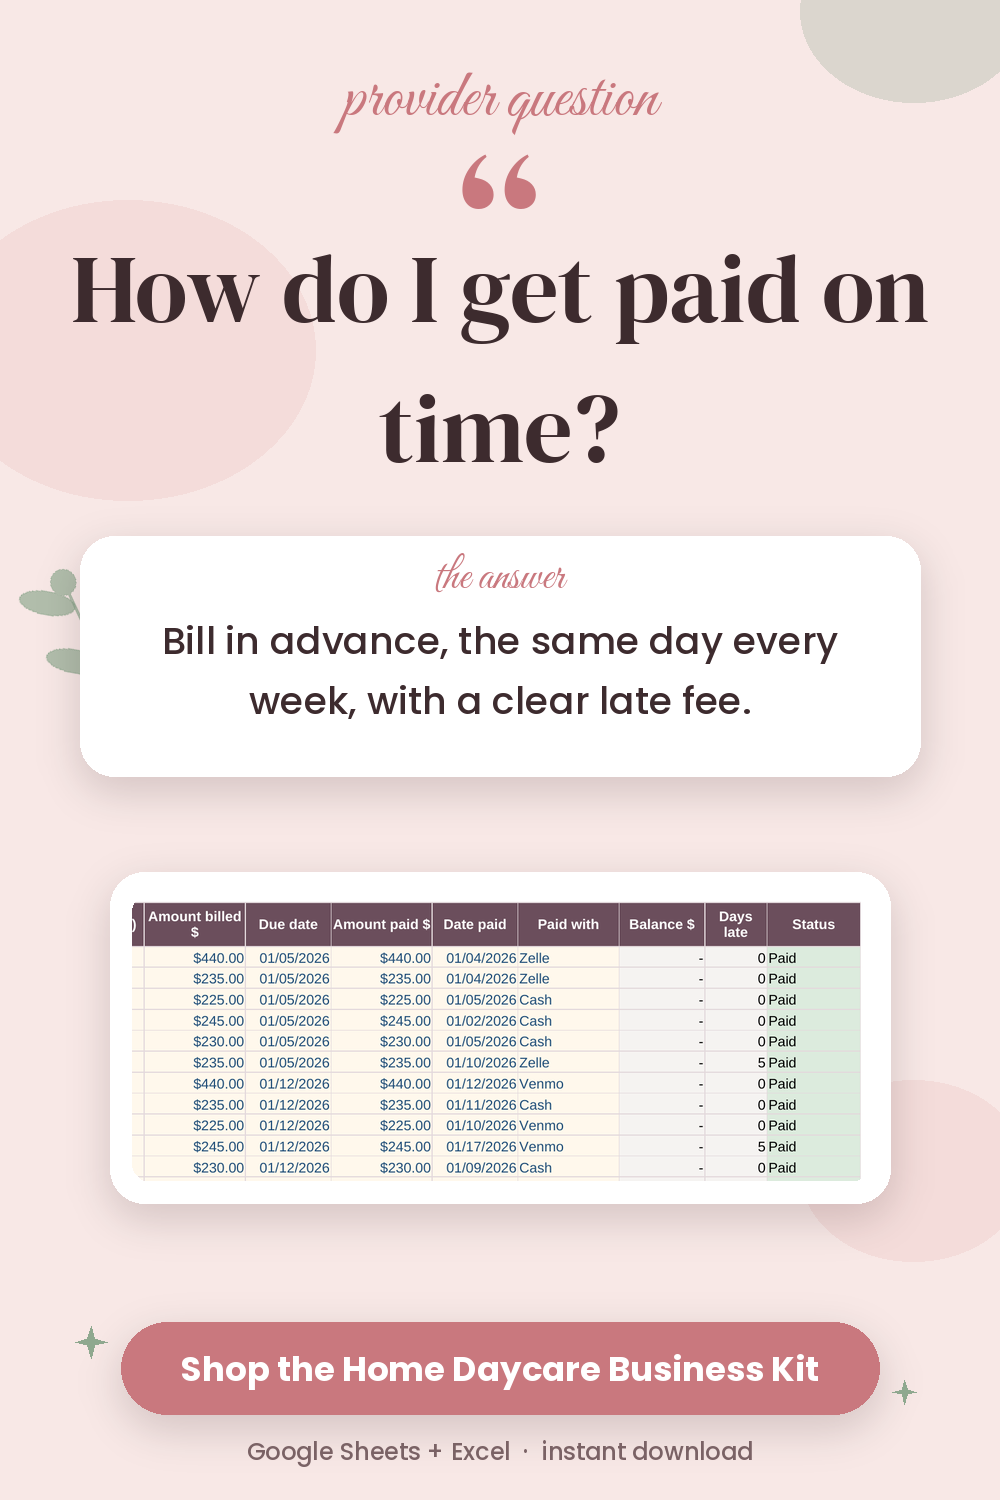 provider question
“
How do I get paid on
time?
the answer
Bill in advance, the same day every
week, with a clear late fee.
) Amount billed $ Due date Amount paid $ Date paid Paid with Balance $ Days late Status
$440.00 01/05/2026 $440.00 01/04/2026 Zelle - 0 Paid
$235.00 01/05/2026 $235.00 01/04/2026 Zelle - 0 Paid
$225.00 01/05/2026 $225.00 01/05/2026 Cash - 0 Paid
$245.00 01/05/2026 $245.00 01/02/2026 Cash - 0 Paid
$230.00 01/05/2026 $230.00 01/05/2026 Cash - 0 Paid
$235.00 01/05/2026 $235.00 01/10/2026 Zelle - 5 Paid
$440.00 01/12/2026 $440.00 01/12/2026 Venmo - 0 Paid
$235.00 01/12/2026 $235.00 01/11/2026 Cash - 0 Paid
$225.00 01/12/2026 $225.00 01/10/2026 Venmo - 0 Paid
$245.00 01/12/2026 $245.00 01/17/2026 Venmo - 5 Paid
$230.00 01/12/2026 $230.00 01/09/2026 Cash - 0 Paid
Shop the Home Daycare Business Kit
Google Sheets + Excel · instant download